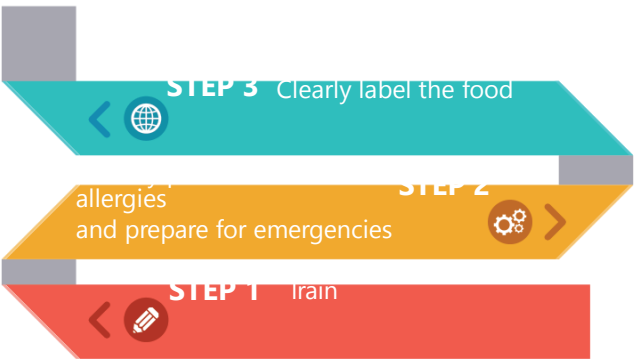 STEP 3 Clearly label the food
allergies
STEP 2
and prepare for emergencies
STEP 1 Train